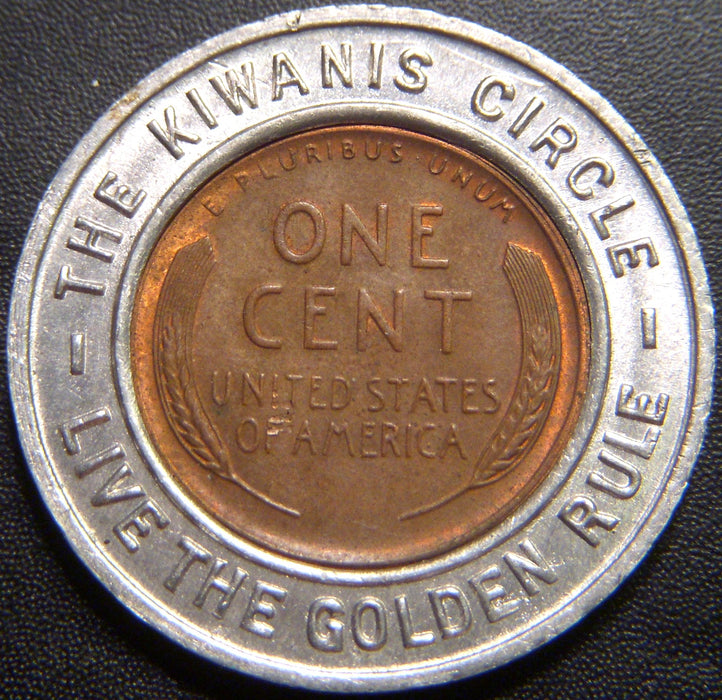 THE KIWANIS CIRCLE
E PLURIBUS · UNUM
ONE
CENT
UNITED STATES
OF AMERICA
– LIVE THE GOLDEN RULE –